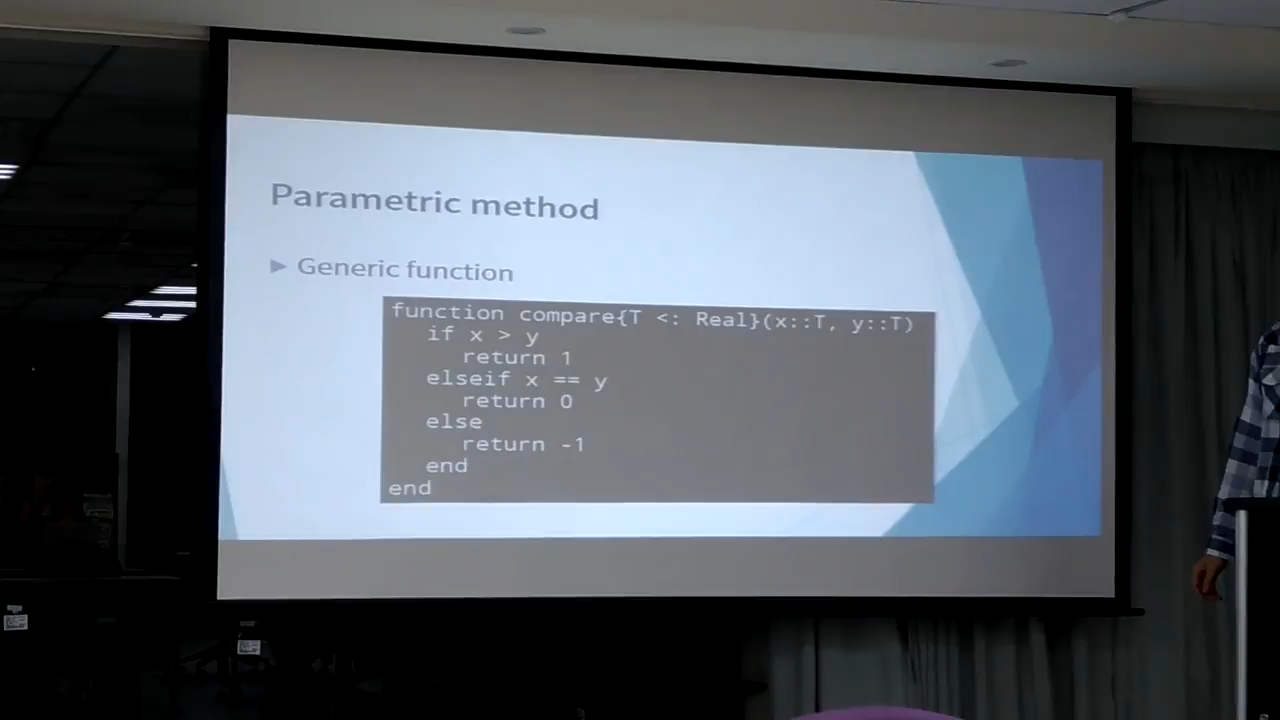 Parametric method
Generic function
function compare{T <: Real}(x::T, y::T)
if x > y
return 1
elseif x == y
return 0
else
return -1
end
end